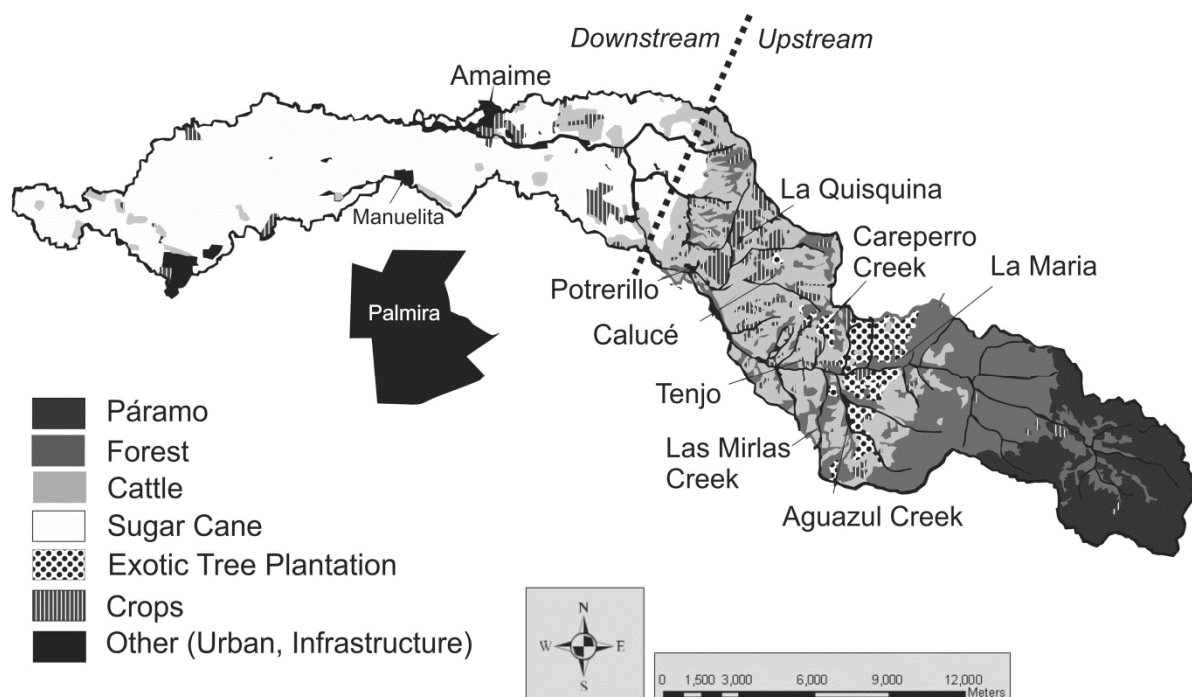 Downstream
Upstream
Amaime
La Quisquina
Careperro
Creek
Manuelita
La Maria
Potrerillo
Palmira
Calucé
Tenjo
Las Mirlas
Creek
Aguazul Creek
Páramo
Forest
Cattle
Sugar Cane
Exotic Tree Plantation
Crops
Other (Urban, Infrastructure)
N
W E
S
0 1,500 3,000 6,000 9,000 12,000
Meters